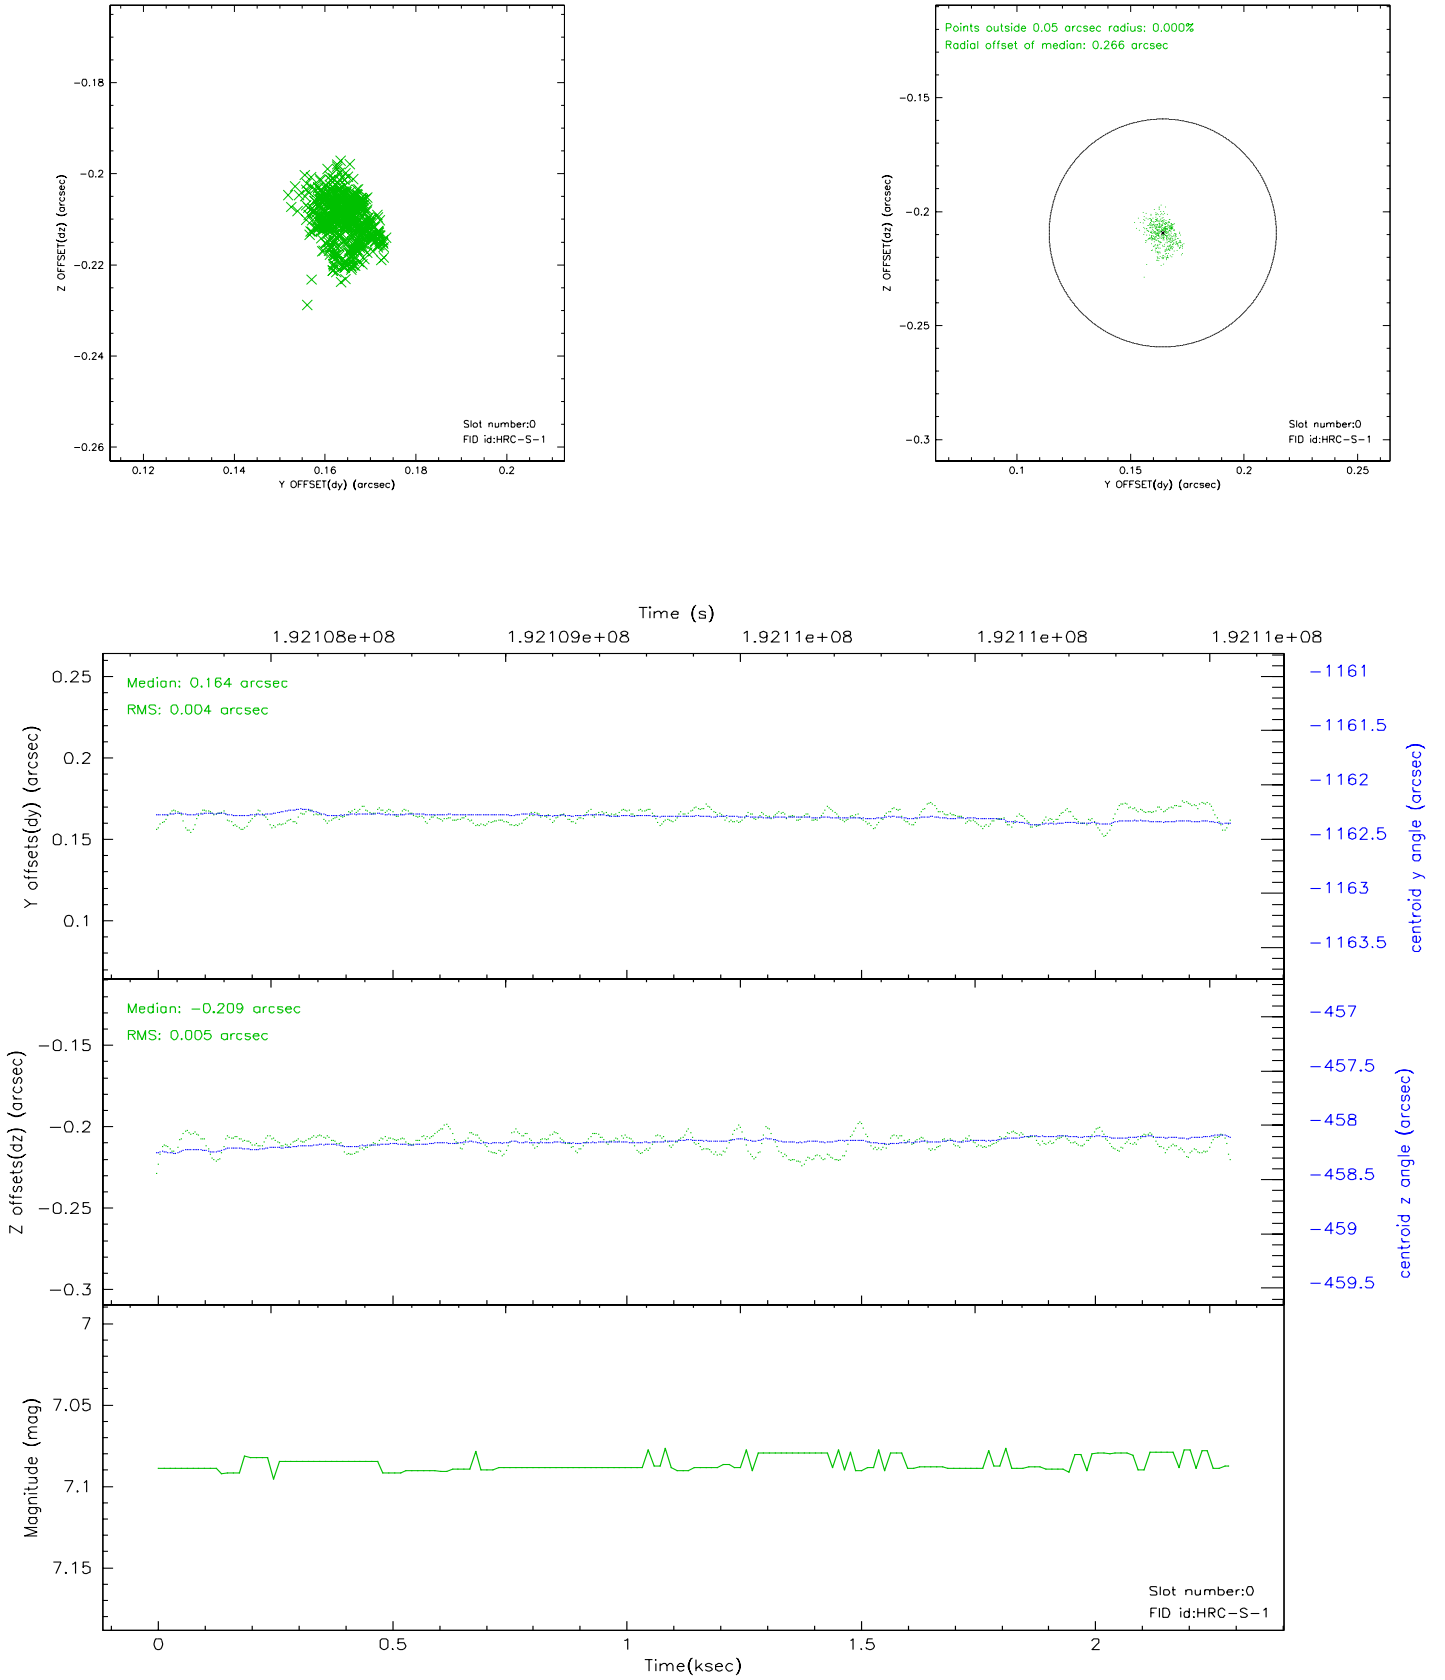 −0.18
−0.2
−0.22
−0.24
−0.26
Z OFFSET(dz) (arcsec)
Slot number:0
FID id:HRC−S−1
0.12 0.14 0.16 0.18 0.2
Y OFFSET(dy) (arcsec)
Points outside 0.05 arcsec radius: 0.000%
Radial offset of median: 0.266 arcsec
−0.15
−0.2
−0.25
−0.3
Z OFFSET(dz) (arcsec)
Slot number:0
FID id:HRC−S−1
0.1 0.15 0.2 0.25
Y OFFSET(dy) (arcsec)
Time (s)
1.92108e+08 1.92109e+08 1.9211e+08 1.9211e+08 1.9211e+08
Median: 0.164 arcsec
RMS: 0.004 arcsec
0.25
0.2
0.15
0.1
Y offsets(dy) (arcsec)
−1161
−1161.5
−1162
−1162.5
−1163
−1163.5
centroid y angle (arcsec)
Median: −0.209 arcsec
RMS: 0.005 arcsec
−0.15
−0.2
−0.25
−0.3
Z offsets(dz) (arcsec)
−457
−457.5
−458
−458.5
−459
−459.5
centroid z angle (arcsec)
7
7.05
7.1
7.15
Magnitude (mag)
Slot number:0
FID id:HRC−S−1
0 0.5 1 1.5 2
Time(ksec)